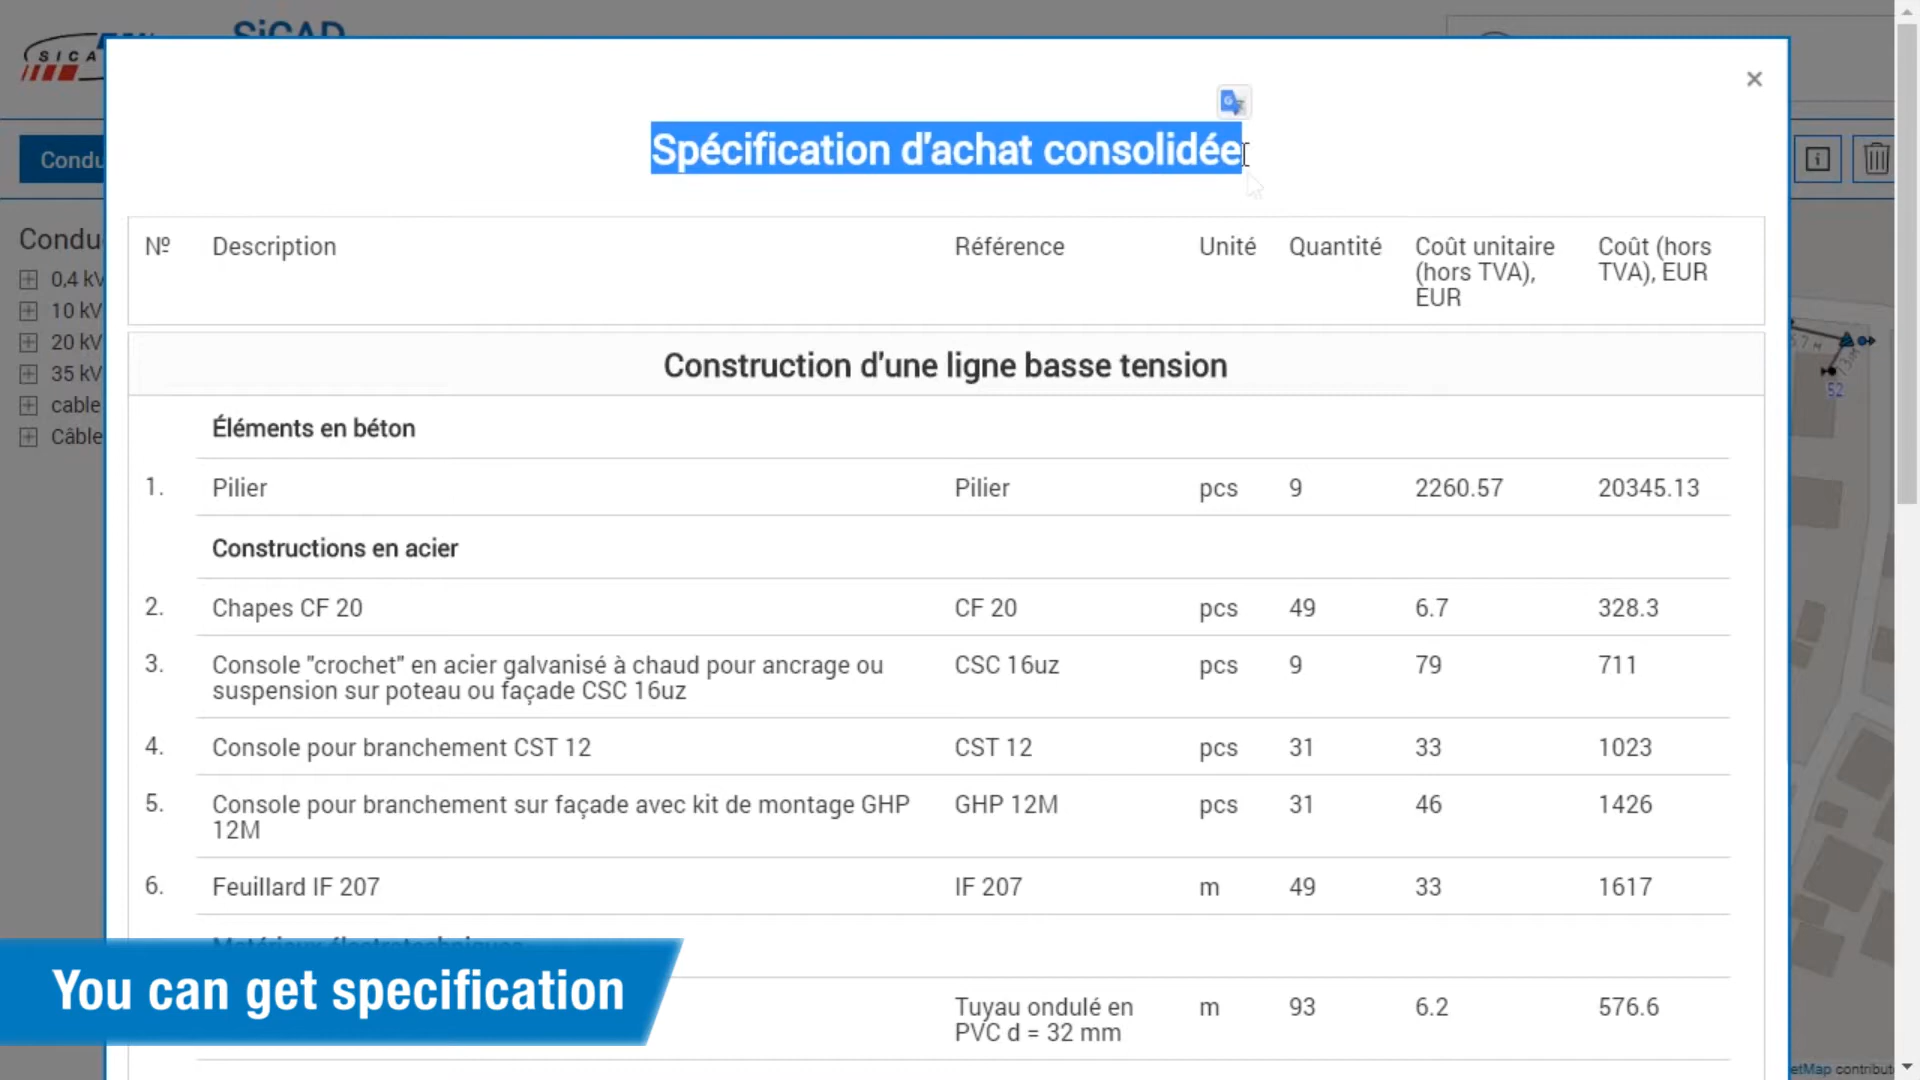 SiCAD
SICA
Spécification d'achat consolidée
Condu
Condu
0,4 kV
10 kV
20 kV
35 kV
cable
Câble
Nº Description Référence Unité Quantité Coût unitaire (hors TVA), EUR Coût (hors TVA), EUR
Construction d'une ligne basse tension
Éléments en béton
1. Pilier Pilier pcs 9 2260.57 20345.13
Constructions en acier
2. Chapes CF 20 CF 20 pcs 49 6.7 328.3
3. Console "crochet" en acier galvanisé à chaud pour ancrage ou
suspension sur poteau ou façade CSC 16uz CSC 16uz pcs 9 79 711
4. Console pour branchement CST 12 CST 12 pcs 31 33 1023
5. Console pour branchement sur façade avec kit de montage GHP
12M GHP 12M pcs 31 46 1426
6. Feuillard IF 207 IF 207 m 49 33 1617
Matériaux électrotechniques
Tuyau ondulé en
PVC d = 32 mm m 93 6.2 576.6
You can get specification
52
etMap contribut